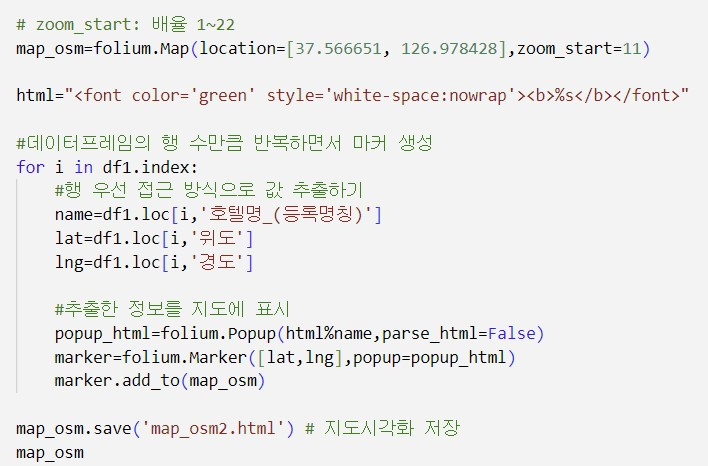 # zoom_start: 배율 1~22
map_osm=folium.Map(location=[37.566651, 126.978428],zoom_start=11)
html="<font color='green' style='white-space:nowrap'><b>%s</b></font>"
#데이터프레임의 행 수만큼 반복하면서 마커 생성
for i in df1.index:
    #행 우선 접근 방식으로 값 추출하기
    name=df1.loc[i,'호텔명_(등록명칭)']
    lat=df1.loc[i,'위도']
    lng=df1.loc[i,'경도']
    #추출한 정보를 지도에 표시
    popup_html=folium.Popup(html%name,parse_html=False)
    marker=folium.Marker([lat,lng],popup=popup_html)
    marker.add_to(map_osm)
map_osm.save('map_osm2.html') # 지도시각화 저장
map_osm